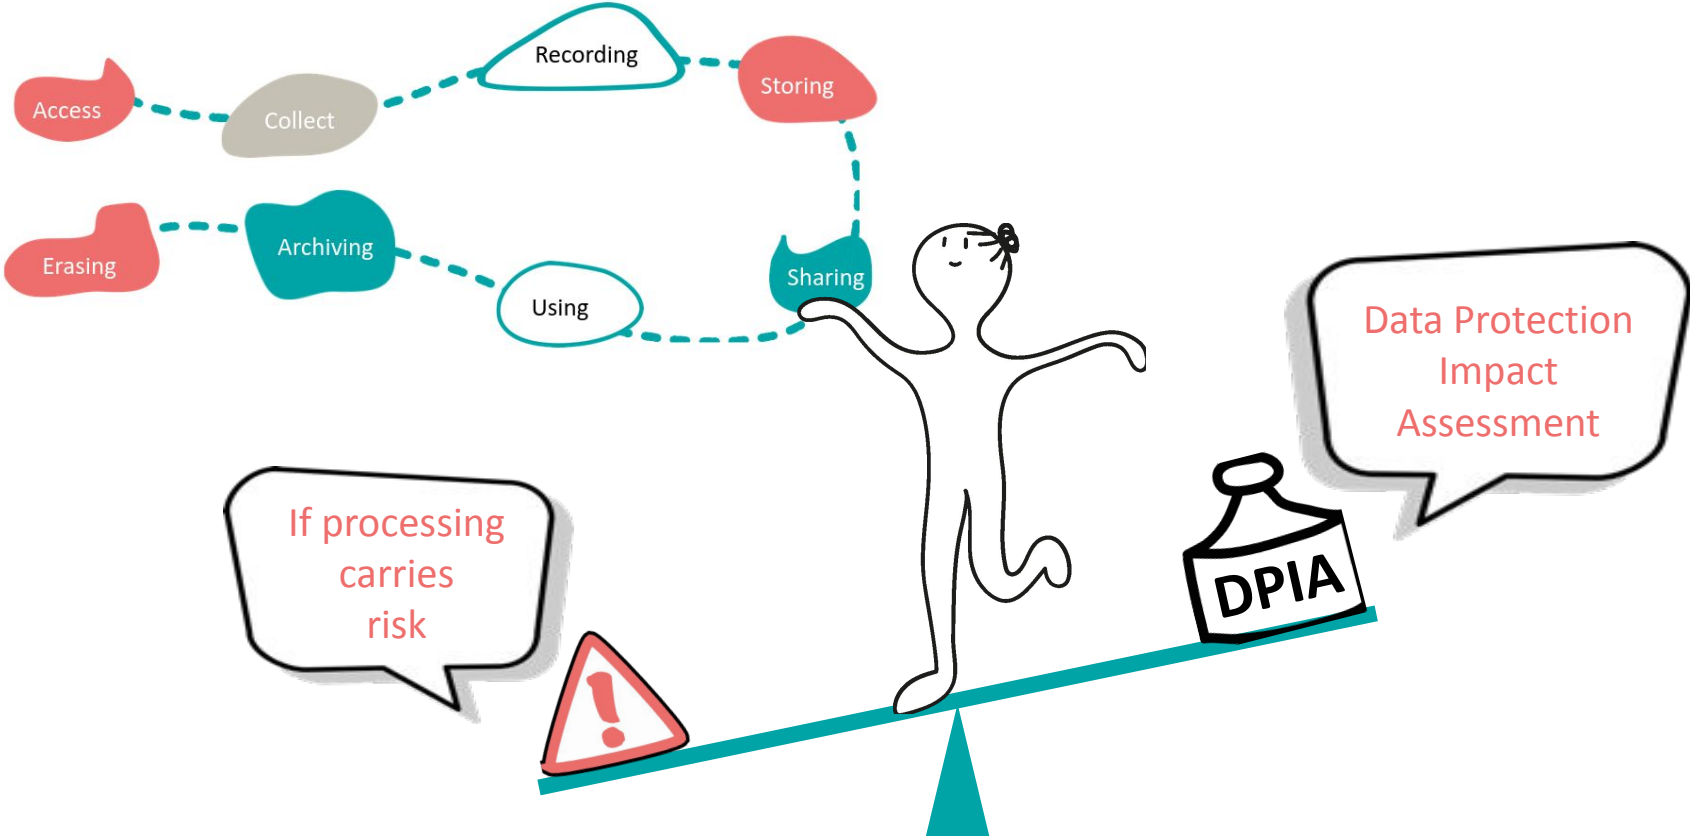 Access
Collect
Recording
Storing
Sharing
Using
Archiving
Erasing
If processing
carries
risk
Data Protection
Impact
Assessment
DPIA